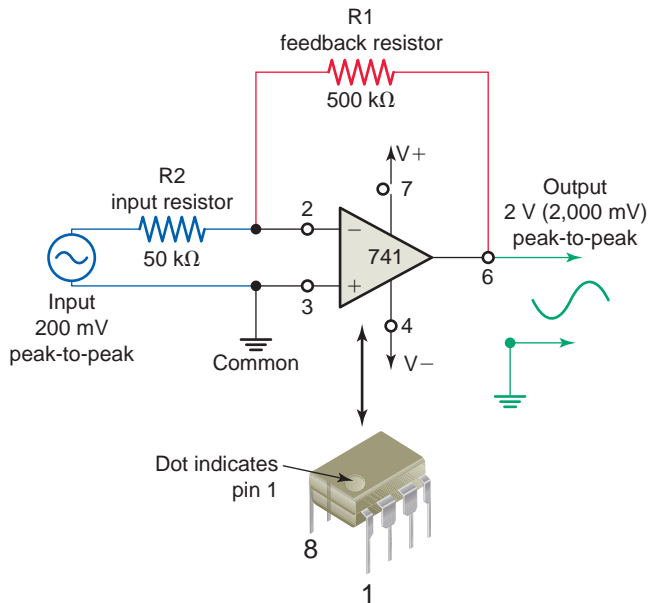 R1
feedback resistor
500 kΩ
R2
input resistor
50 kΩ
V+
7
2
−
741
+
3
6
4
V−
Output
2 V (2,000 mV)
peak-to-peak
Input
200 mV
peak-to-peak
Common
Dot indicates
pin 1
8
1